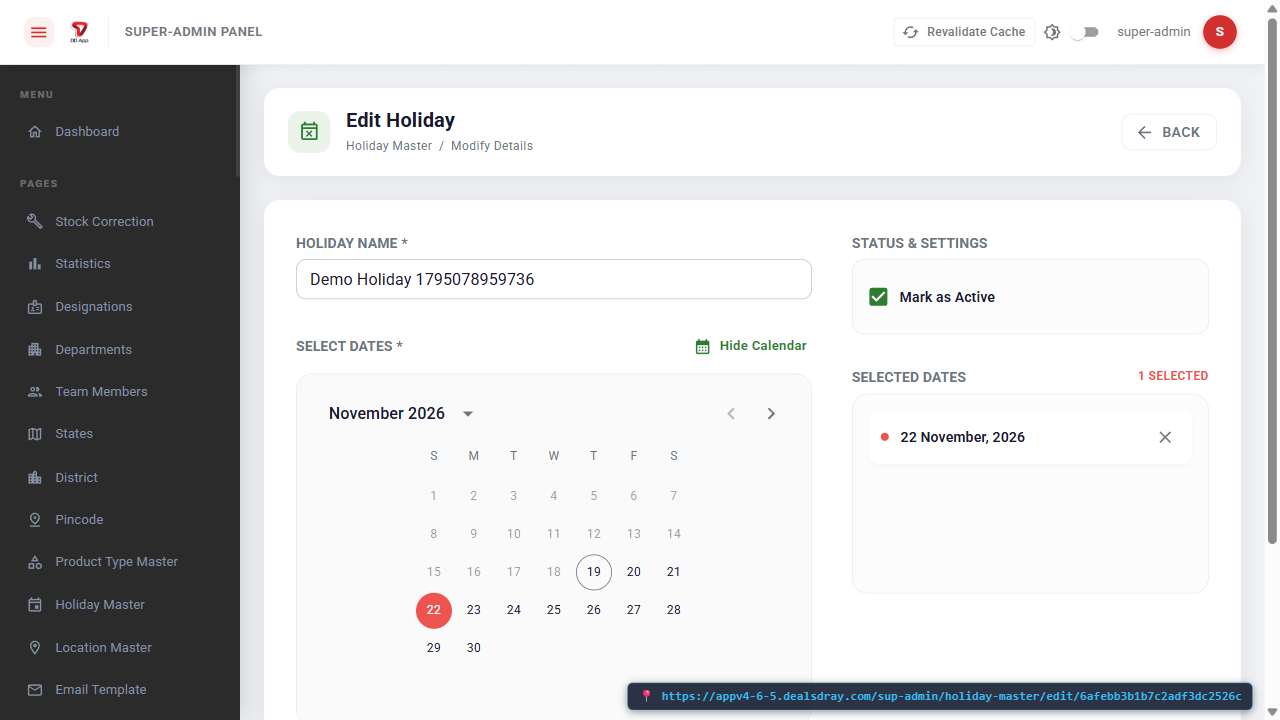 DD App
SUPER-ADMIN PANEL
Revalidate Cache
super-admin
S
MENU
Dashboard
PAGES
Stock Correction
Statistics
Designations
Departments
Team Members
States
District
Pincode
Product Type Master
Holiday Master
Location Master
Email Template
Edit Holiday
Holiday Master / Modify Details
BACK
HOLIDAY NAME *
Demo Holiday 1795078959736
SELECT DATES *
Hide Calendar
November 2026
S M T W T F S
1 2 3 4 5 6 7
8 9 10 11 12 13 14
15 16 17 18 19 20 21
22 23 24 25 26 27 28
29 30
STATUS & SETTINGS
Mark as Active
SELECTED DATES
1 SELECTED
22 November, 2026
https://appv4-6-5.dealsdray.com/sup-admin/holiday-master/edit/6afebb3b1b7c2adf3dc2526c